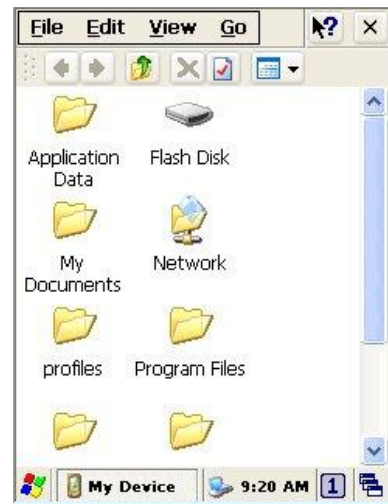 File Edit View Go ?
Application Data Flash Disk
My Documents Network
profiles Program Files
My Device 9:20 AM 1